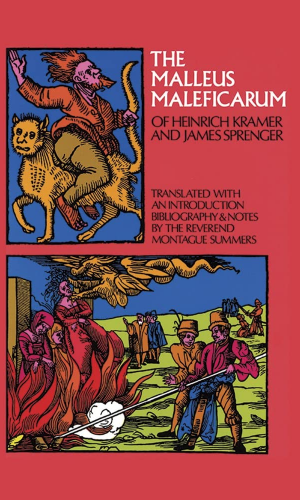 THE
MALLEUS
MALEFICARUM
OF HEINRICH KRAMER
AND JAMES SPRENGER
TRANSLATED WITH
AN INTRODUCTION
BIBLIOGRAPHY & NOTES
BY THE REVEREND
MONTAGUE SUMMERS